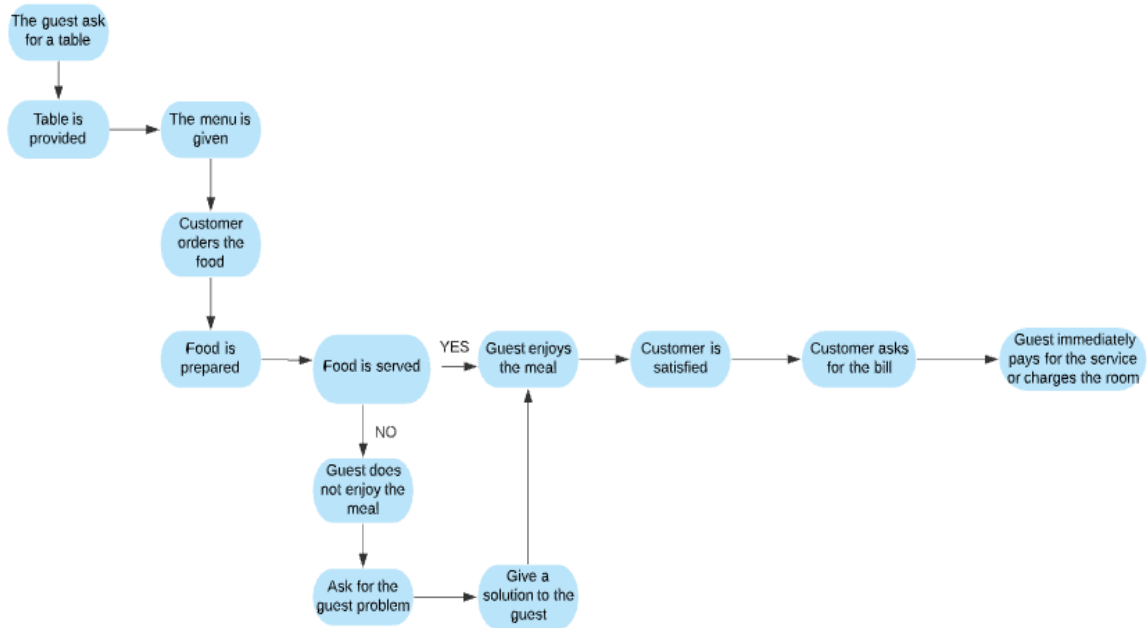 The guest ask
for a table
Table is
provided
The menu is
given
Customer
orders the
food
Food is
prepared
Food is served
YES
Guest enjoys
the meal
Customer is
satisfied
Customer asks
for the bill
Guest immediately
pays for the service
or charges the room
NO
Guest does
not enjoy the
meal
Ask for the
guest problem
Give a
solution to the
guest